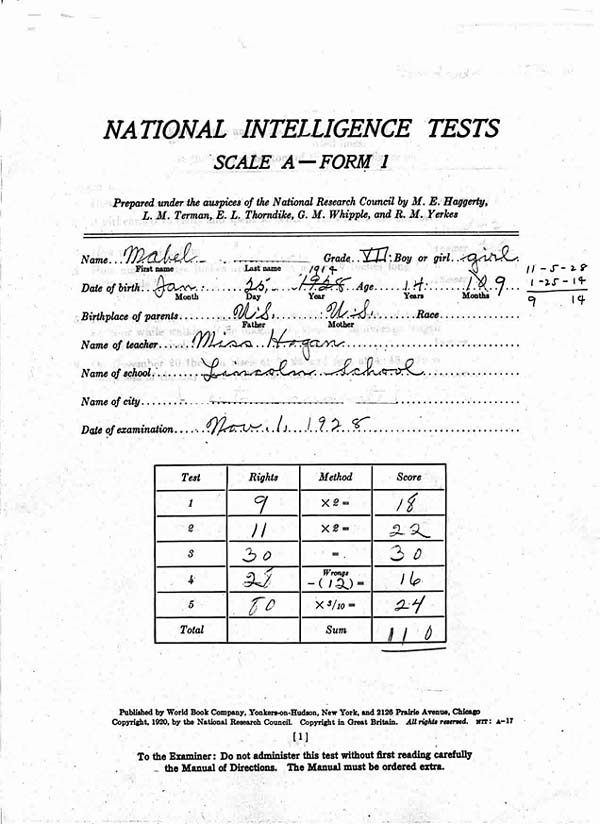 NATIONAL INTELLIGENCE TESTS
SCALE A—FORM 1
Prepared under the auspices of the National Research Council by M. E. Haggerty,
L. M. Terman, E. L. Thorndike, G. M. Whipple, and R. M. Yerkes
Name Mabel Grade VII Boy or girl girl
First name Last name 1914
11-5-28
Date of birth Jan. 25, 1928 Age 14 9
1-25-14
Month Day Year Years Months
9 14
Birthplace of parents U.S. U.S. Race
Father Mother
Name of teacher Miss Hogan
Name of school Lincoln School
Name of city
Date of examination Nov. 1, 1928
Test Rights Method Score
1 9 ×2= 18
2 11 ×2= 22
3 30 = 30
4 28 Wrongs –(12)= 16
5 80 ×3/10= 24
Total Sum 110
Published by World Book Company, Yonkers-on-Hudson, New York, and 2126 Prairie Avenue, Chicago
Copyright, 1920, by the National Research Council. Copyright in Great Britain. All rights reserved. NIT: A-17
[1]
To the Examiner: Do not administer this test without first reading carefully
the Manual of Directions. The Manual must be ordered extra.